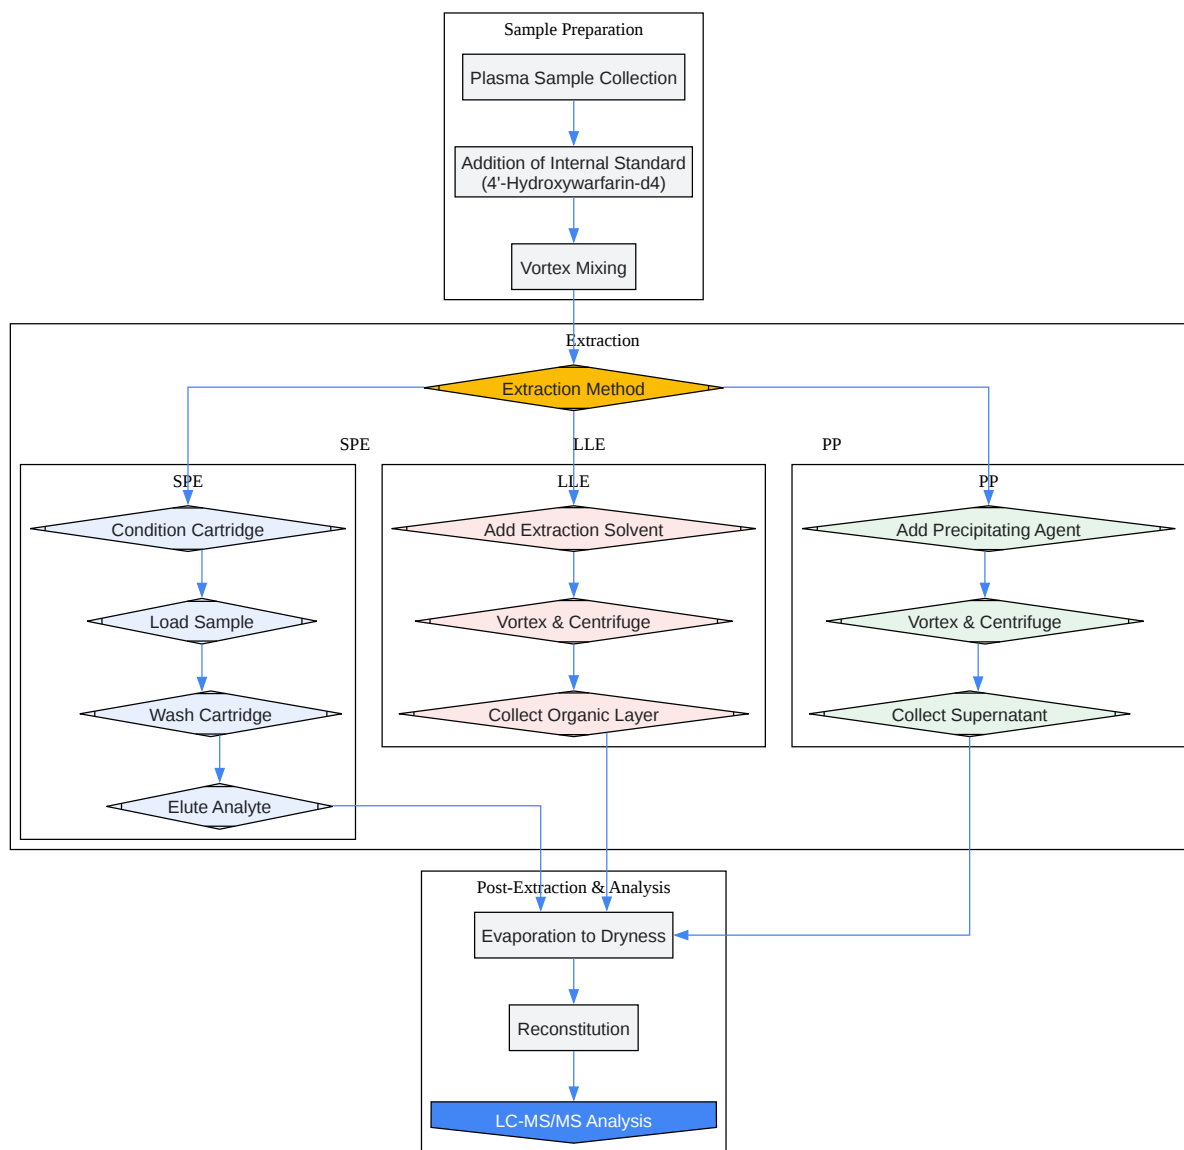 Sample Preparation
Plasma Sample Collection
Addition of Internal Standard
(4'-Hydroxywarfarin-d4)
Vortex Mixing
Extraction
Extraction Method
SPE
LLE
PP
SPE
LLE
PP
Condition Cartridge
Add Extraction Solvent
Add Precipitating Agent
Load Sample
Vortex & Centrifuge
Vortex & Centrifuge
Wash Cartridge
Collect Organic Layer
Collect Supernatant
Elute Analyte
Post-Extraction & Analysis
Evaporation to Dryness
Reconstitution
LC-MS/MS Analysis